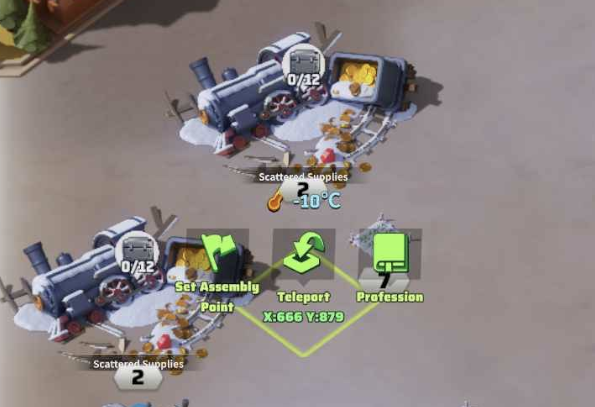 0/12
Scattered Supplies
2
-10°C
0/12
Set Assembly
Point
Teleport
7
Profession
X:666 Y:879
Scattered Supplies
2